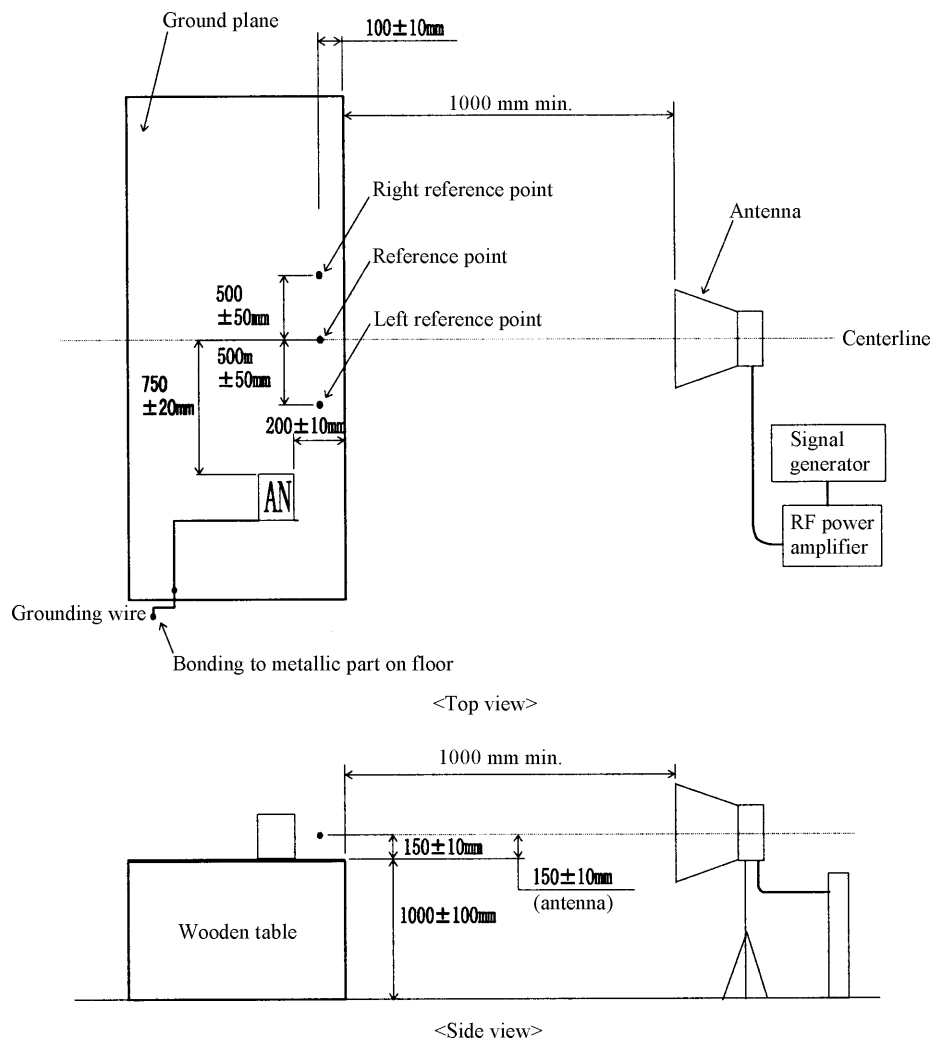 Ground plane
100±10mm
1000 mm min.
Right reference point
Antenna
Reference point
500
±50mm
Left reference point
Centerline
500m
±50mm
750
±20mm
200±10mm
Signal
generator
AN
RF power
amplifier
Grounding wire
Bonding to metallic part on floor
<Top view>
1000 mm min.
150±10mm
150±10mm
(antenna)
1000±100mm
Wooden table
<Side view>